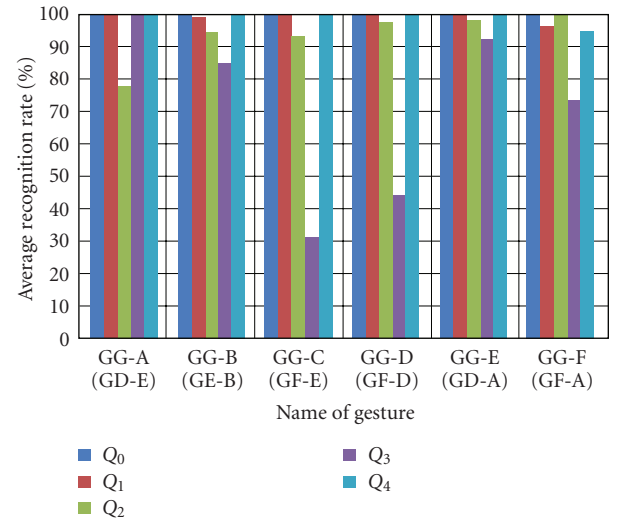 Average recognition rate (%)
100
90
80
70
60
50
40
30
20
10
0
GG-A GG-B GG-C GG-D GG-E GG-F
(GD-E) (GE-B) (GF-E) (GF-D) (GD-A) (GF-A)
Name of gesture
Q₀ Q₃
Q₁ Q₄
Q₂